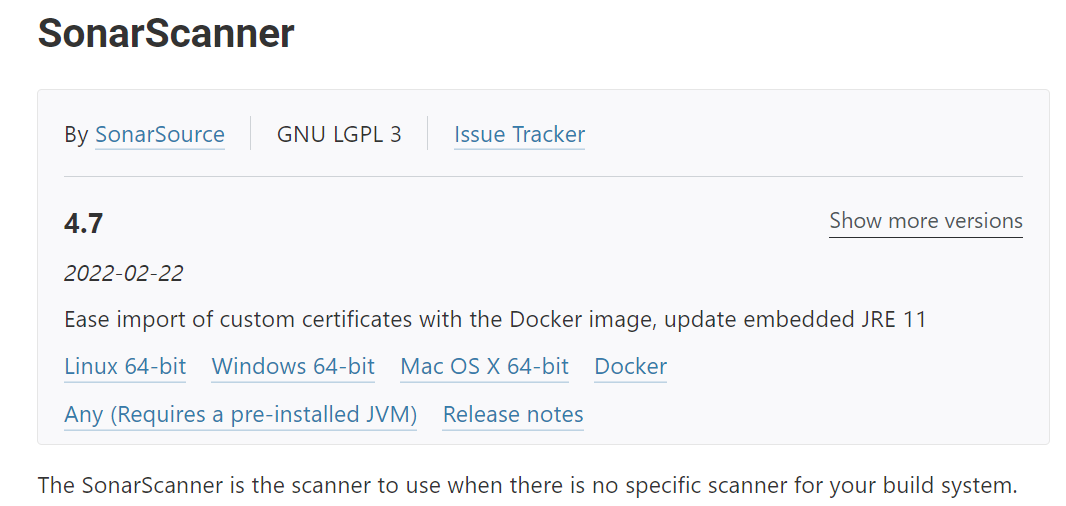 SonarScanner
By SonarSource GNU LGPL 3 Issue Tracker
4.7 Show more versions
2022-02-22
Ease import of custom certificates with the Docker image, update embedded JRE 11
Linux 64-bit Windows 64-bit Mac OS X 64-bit Docker
Any (Requires a pre-installed JVM) Release notes
The SonarScanner is the scanner to use when there is no specific scanner for your build system.